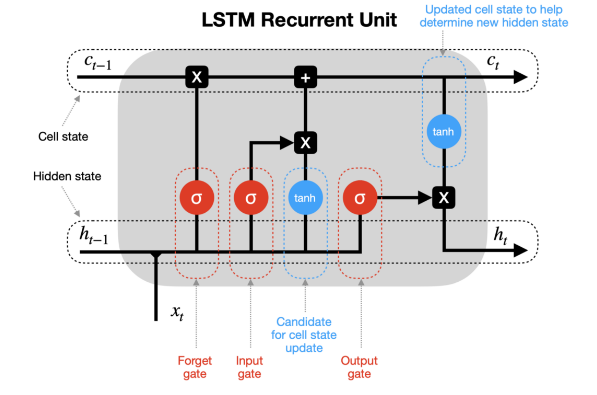 LSTM Recurrent Unit
Updated cell state to help
determine new hidden state
c_{t-1}
c_t
X
+
Cell state
X
tanh
Hidden state
σ
σ
tanh
σ
X
h_{t-1}
h_t
x_t
Forget
gate
Input
gate
Candidate
for cell state
update
Output
gate